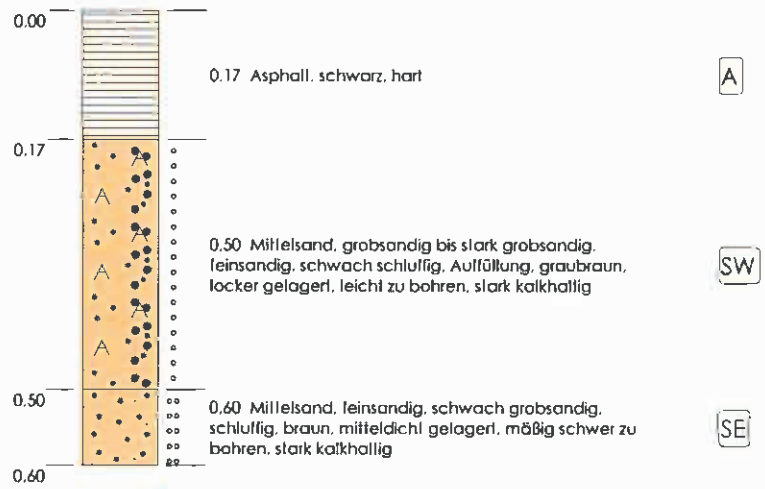 0.00
0.17 Asphalt, schwarz, hart
A
0.17
A
A
A
A
A
A
0.50 Mittelsand, grobsandig bis stark grobsandig,
feinsandig, schwach schluffig, Auffüllung, graubraun,
locker gelagert, leicht zu bohren, stark kalkhaltig
SW
0.50
0.60 Mittelsand, feinsandig, schwach grobsandig,
schluffig, braun, mitteldicht gelagert, mäßig schwer zu
bohren, stark kalkhaltig
SE
0.60